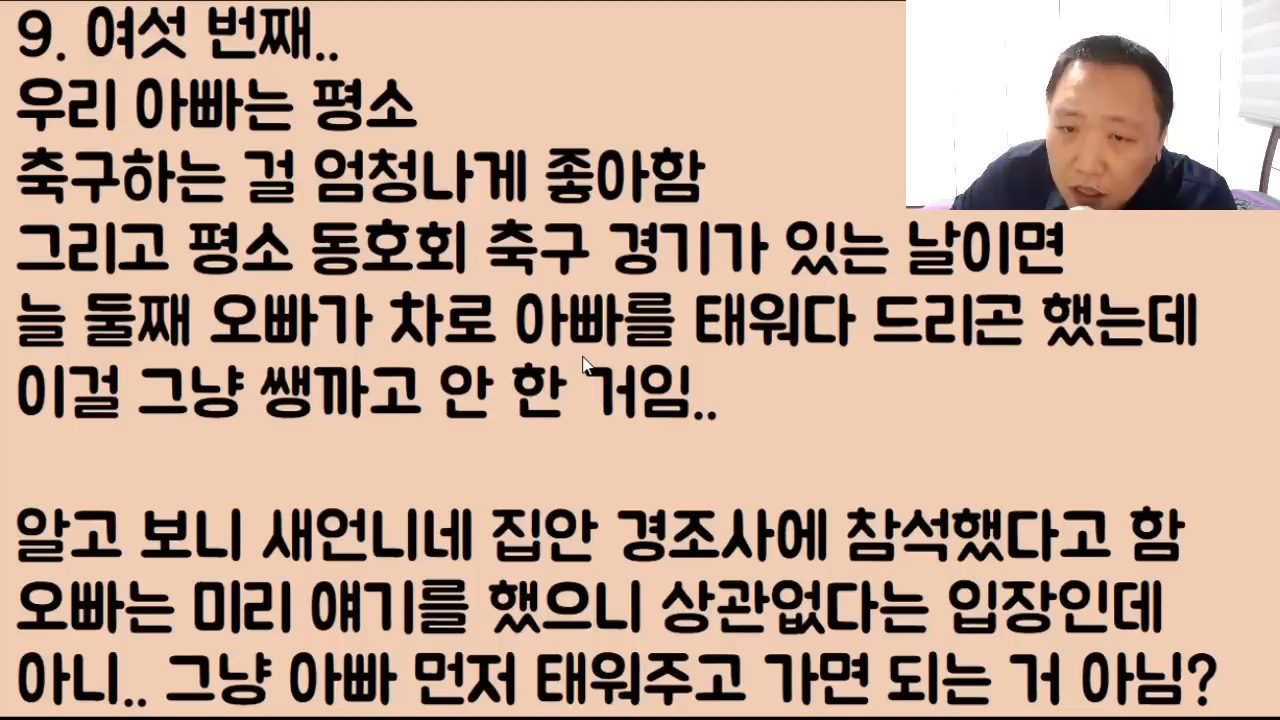 9. 여섯 번째..
우리 아빠는 평소
축구하는 걸 엄청나게 좋아함
그리고 평소 동호회 축구 경기가 있는 날이면
늘 둘째 오빠가 차로 아빠를 태워다 드리곤 했는데
이걸 그냥 쌩까고 안 한 거임..
알고 보니 새언니네 집안 경조사에 참석했다고 함
오빠는 미리 얘기를 했으니 상관없다는 입장인데
아니.. 그냥 아빠 먼저 태워주고 가면 되는 거 아님?